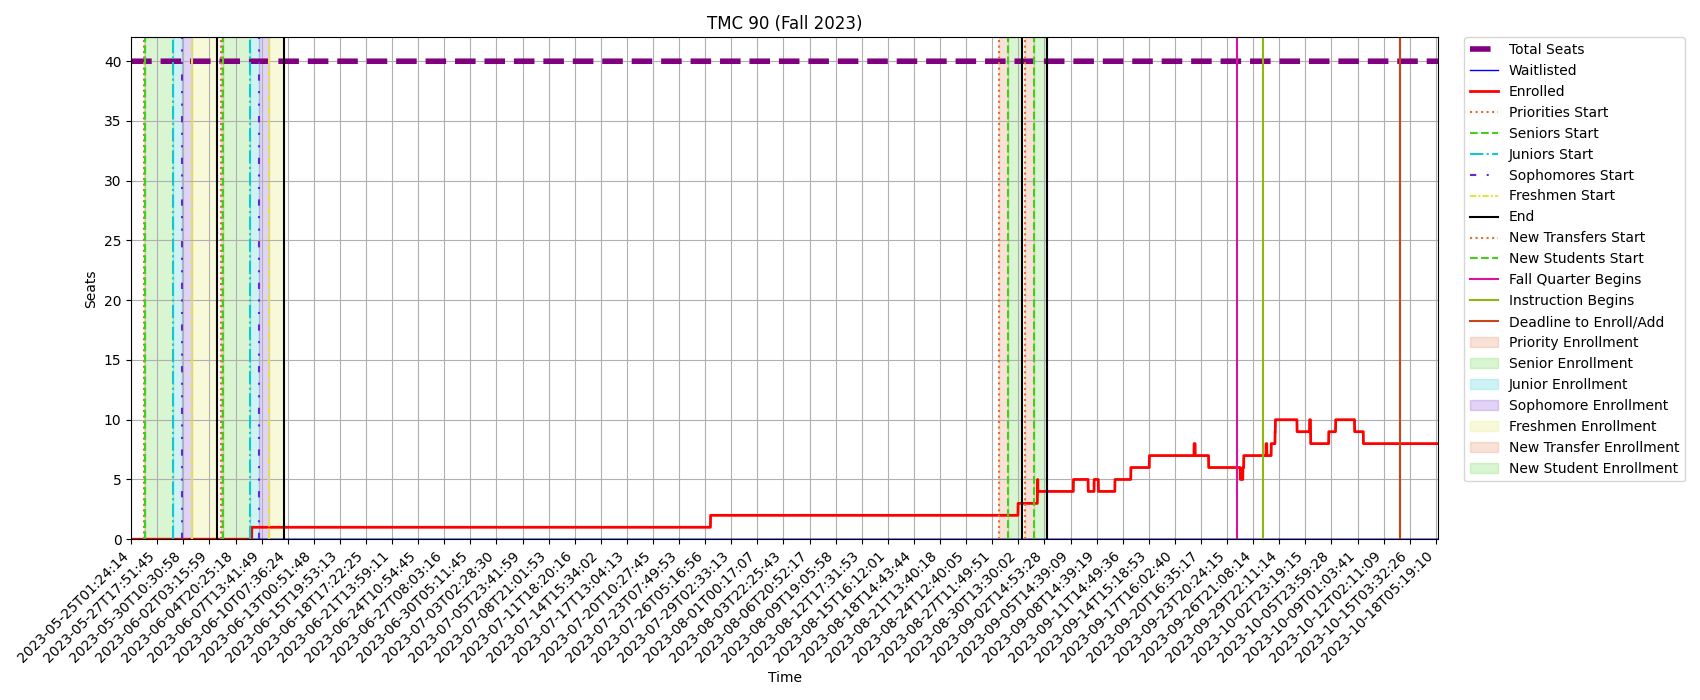 TMC 90 (Fall 2023)
Seats
40
35
30
25
20
15
10
5
0
2023-05-25T01:24:14
2023-05-27T17:51:45
2023-05-30T10:30:58
2023-06-02T03:15:59
2023-06-04T20:25:18
2023-06-07T13:41:49
2023-06-10T07:36:24
2023-06-13T00:51:48
2023-06-15T19:53:13
2023-06-18T17:22:25
2023-06-21T13:59:11
2023-06-24T10:54:45
2023-06-27T08:03:16
2023-06-30T05:11:45
2023-07-03T02:28:30
2023-07-05T23:41:59
2023-07-08T21:01:53
2023-07-11T18:20:16
2023-07-14T15:34:02
2023-07-17T13:04:13
2023-07-20T10:27:45
2023-07-23T07:49:53
2023-07-26T05:16:56
2023-07-29T02:33:13
2023-08-01T00:17:07
2023-08-03T22:25:43
2023-08-06T20:52:17
2023-08-09T19:05:58
2023-08-12T17:31:53
2023-08-15T16:12:01
2023-08-18T14:43:44
2023-08-21T13:40:18
2023-08-24T12:40:05
2023-08-27T11:49:51
2023-08-30T13:30:02
2023-09-02T14:53:28
2023-09-05T14:39:09
2023-09-08T14:39:19
2023-09-11T14:49:36
2023-09-14T15:18:53
2023-09-17T16:02:40
2023-09-20T16:35:17
2023-09-23T20:24:15
2023-09-26T21:08:14
2023-09-29T22:11:14
2023-10-02T23:19:15
2023-10-05T23:59:28
2023-10-09T01:03:41
2023-10-12T02:11:09
2023-10-15T03:32:26
2023-10-18T05:19:10
Time
Total Seats
Waitlisted
Enrolled
Priorities Start
Seniors Start
Juniors Start
Sophomores Start
Freshmen Start
End
New Transfers Start
New Students Start
Fall Quarter Begins
Instruction Begins
Deadline to Enroll/Add
Priority Enrollment
Senior Enrollment
Junior Enrollment
Sophomore Enrollment
Freshmen Enrollment
New Transfer Enrollment
New Student Enrollment